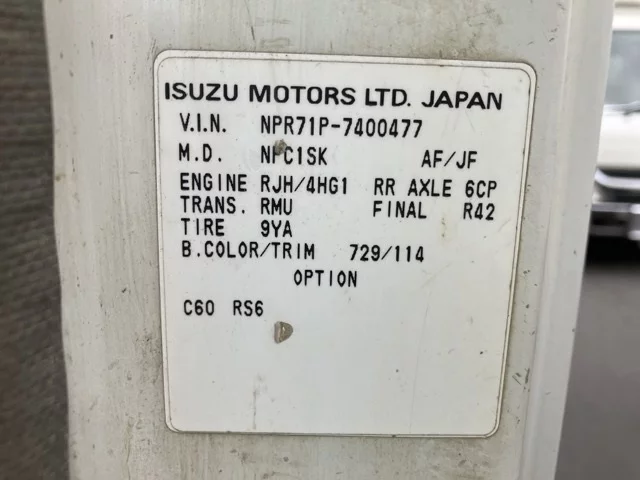 ISUZU MOTORS LTD. JAPAN
V.I.N. NPR71P-7400477
M.D. NPC1SK AF/JF
ENGINE RJH/4HG1 RR AXLE 6CP
TRANS. RMU FINAL R42
TIRE 9YA
B.COLOR/TRIM 729/114
OPTION
C60 RS6